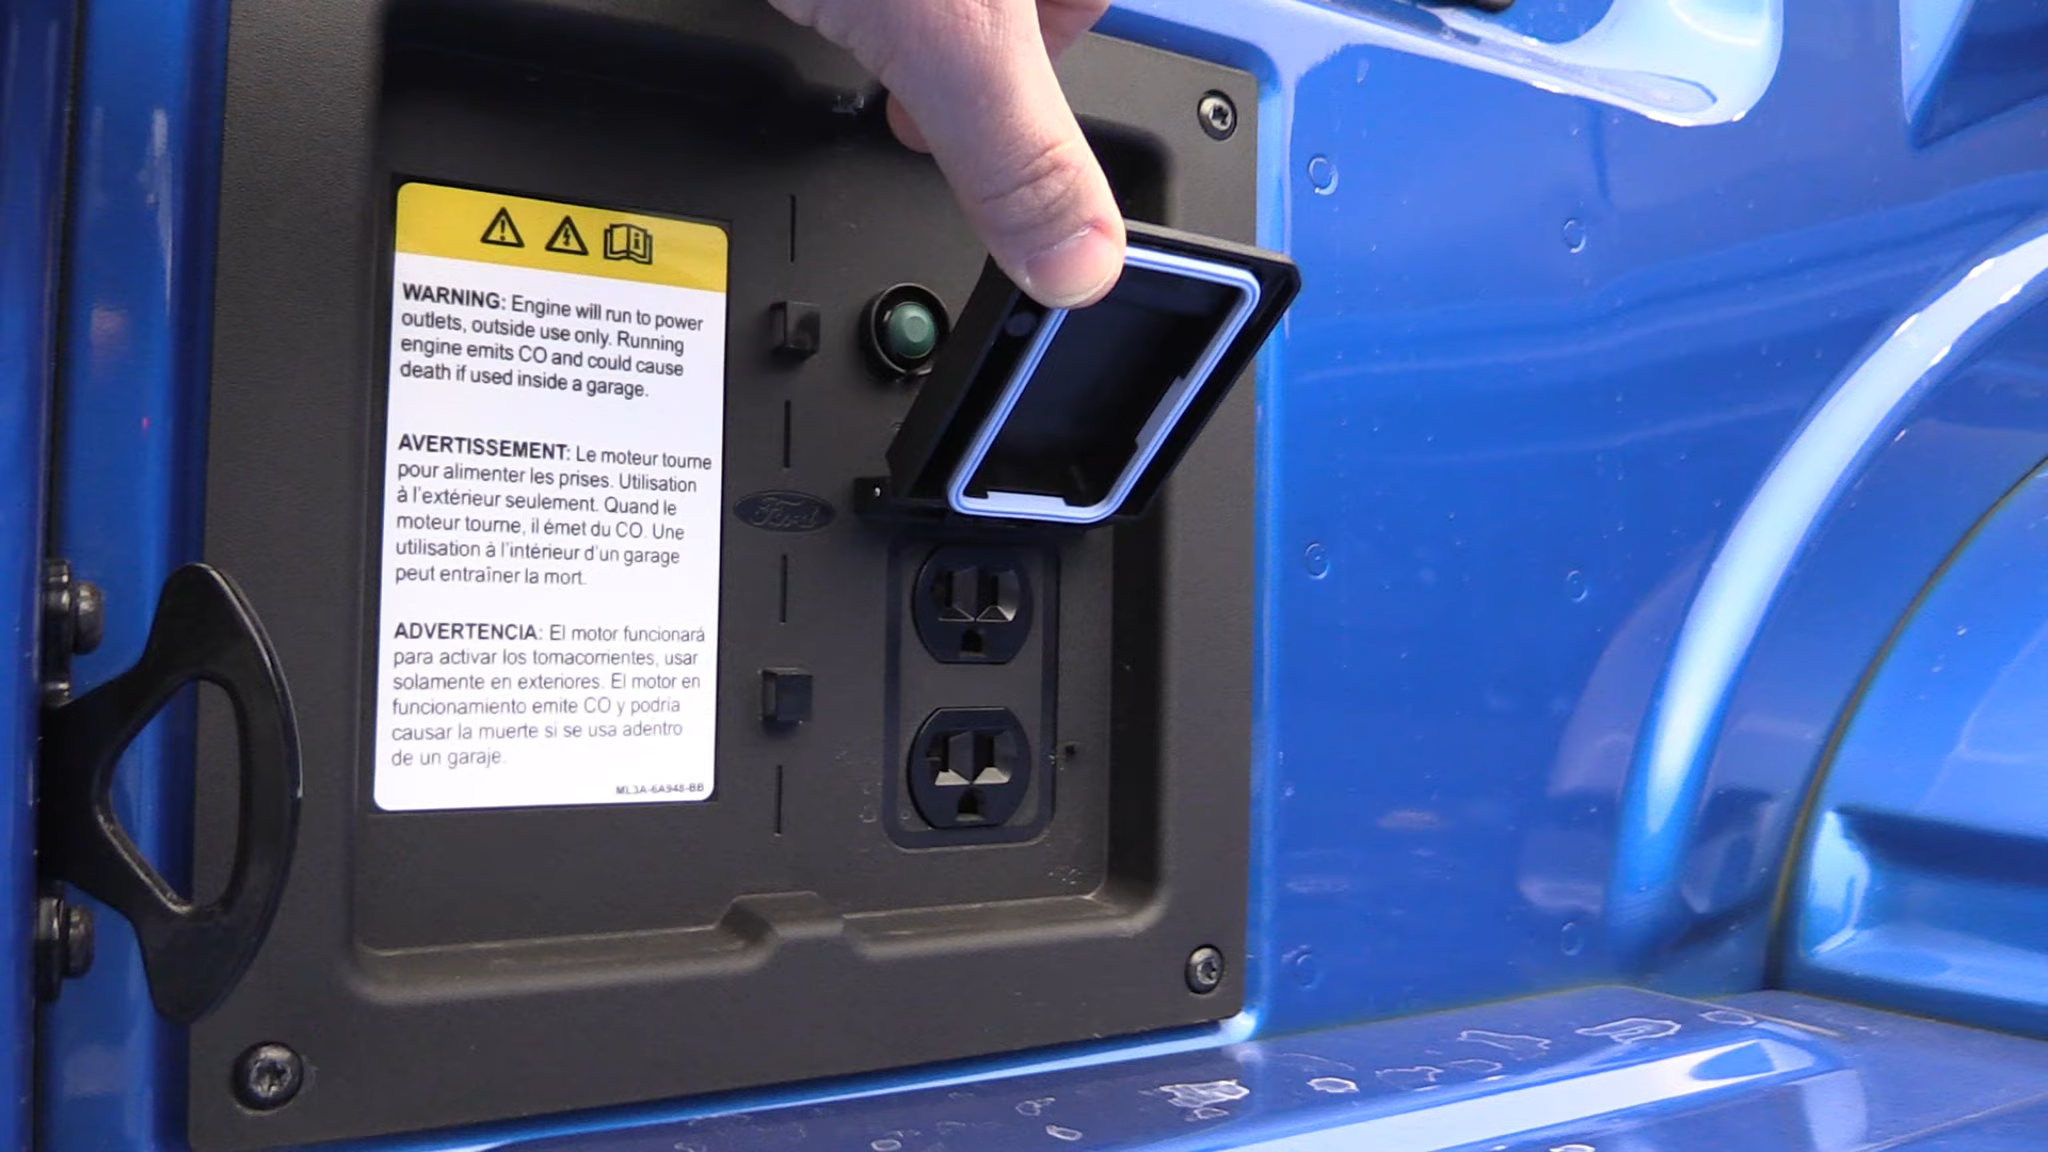 WARNING: Engine will run to power
outlets, outside use only. Running
engine emits CO and could cause
death if used inside a garage.
AVERTISSEMENT: Le moteur tourne
pour alimenter les prises. Utilisation
à l'extérieur seulement. Quand le
moteur tourne, il émet du CO. Une
utilisation à l'intérieur d'un garage
peut entraîner la mort.
ADVERTENCIA: El motor funcionará
para activar los tomacorrientes, usar
solamente en exteriores. El motor en
funcionamiento emite CO y podría
causar la muerte si se usa adentro
de un garaje.
ML3A-6A948-BB
Ford